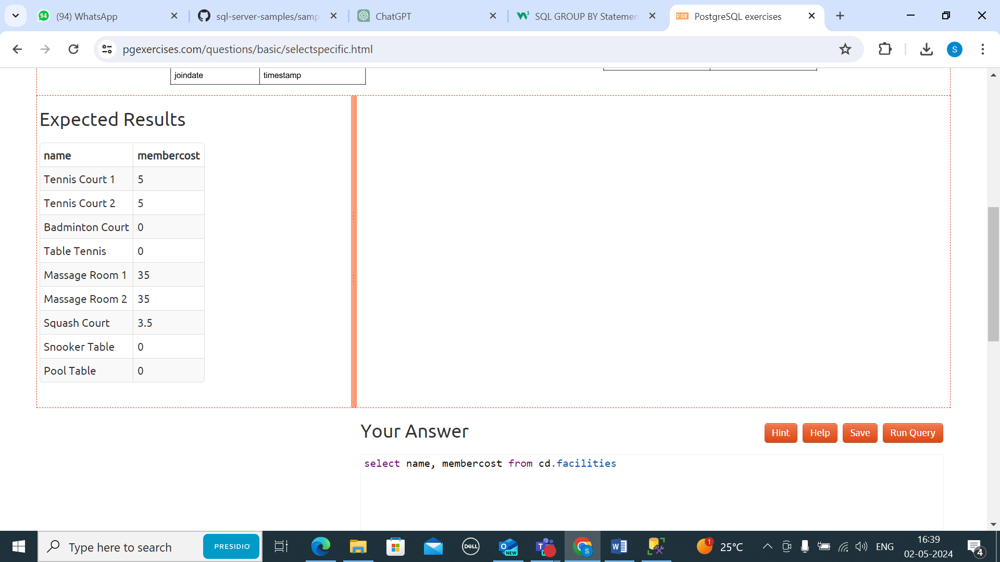 94 (94) WhatsApp
sql-server-samples/samp
ChatGPT
W3 SQL GROUP BY Statemen
PGE PostgreSQL exercises
pgexercises.com/questions/basic/selectspecific.html
S
joindate timestamp
Expected Results
name membercost
Tennis Court 1 5
Tennis Court 2 5
Badminton Court 0
Table Tennis 0
Massage Room 1 35
Massage Room 2 35
Squash Court 3.5
Snooker Table 0
Pool Table 0
Your Answer
Hint Help Save Run Query
select name, membercost from cd.facilities
Type here to search
PRESIDIO
DELL
O NEW
T
S
W
1 25°C
ENG
16:39
02-05-2024
4